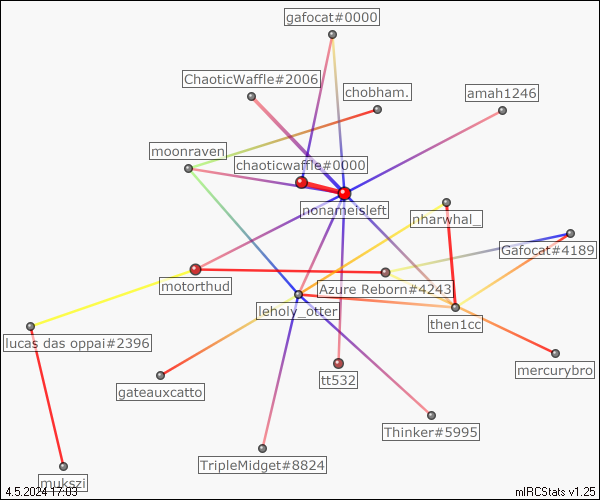 gafocat#0000
ChaoticWaffle#2006
chobham.
amah1246
moonraven
chaoticwaffle#0000
nonameisleft
nharwhal_
Gafocat#4189
motorthud
Azure Reborn#4243
leholy_otter
then1cc
lucas das oppai#2396
mercurybro
tt532
gateauxcatto
Thinker#5995
TripleMidget#8824
mukszi
4.5.2024 17:03
mIRCStats v1.25